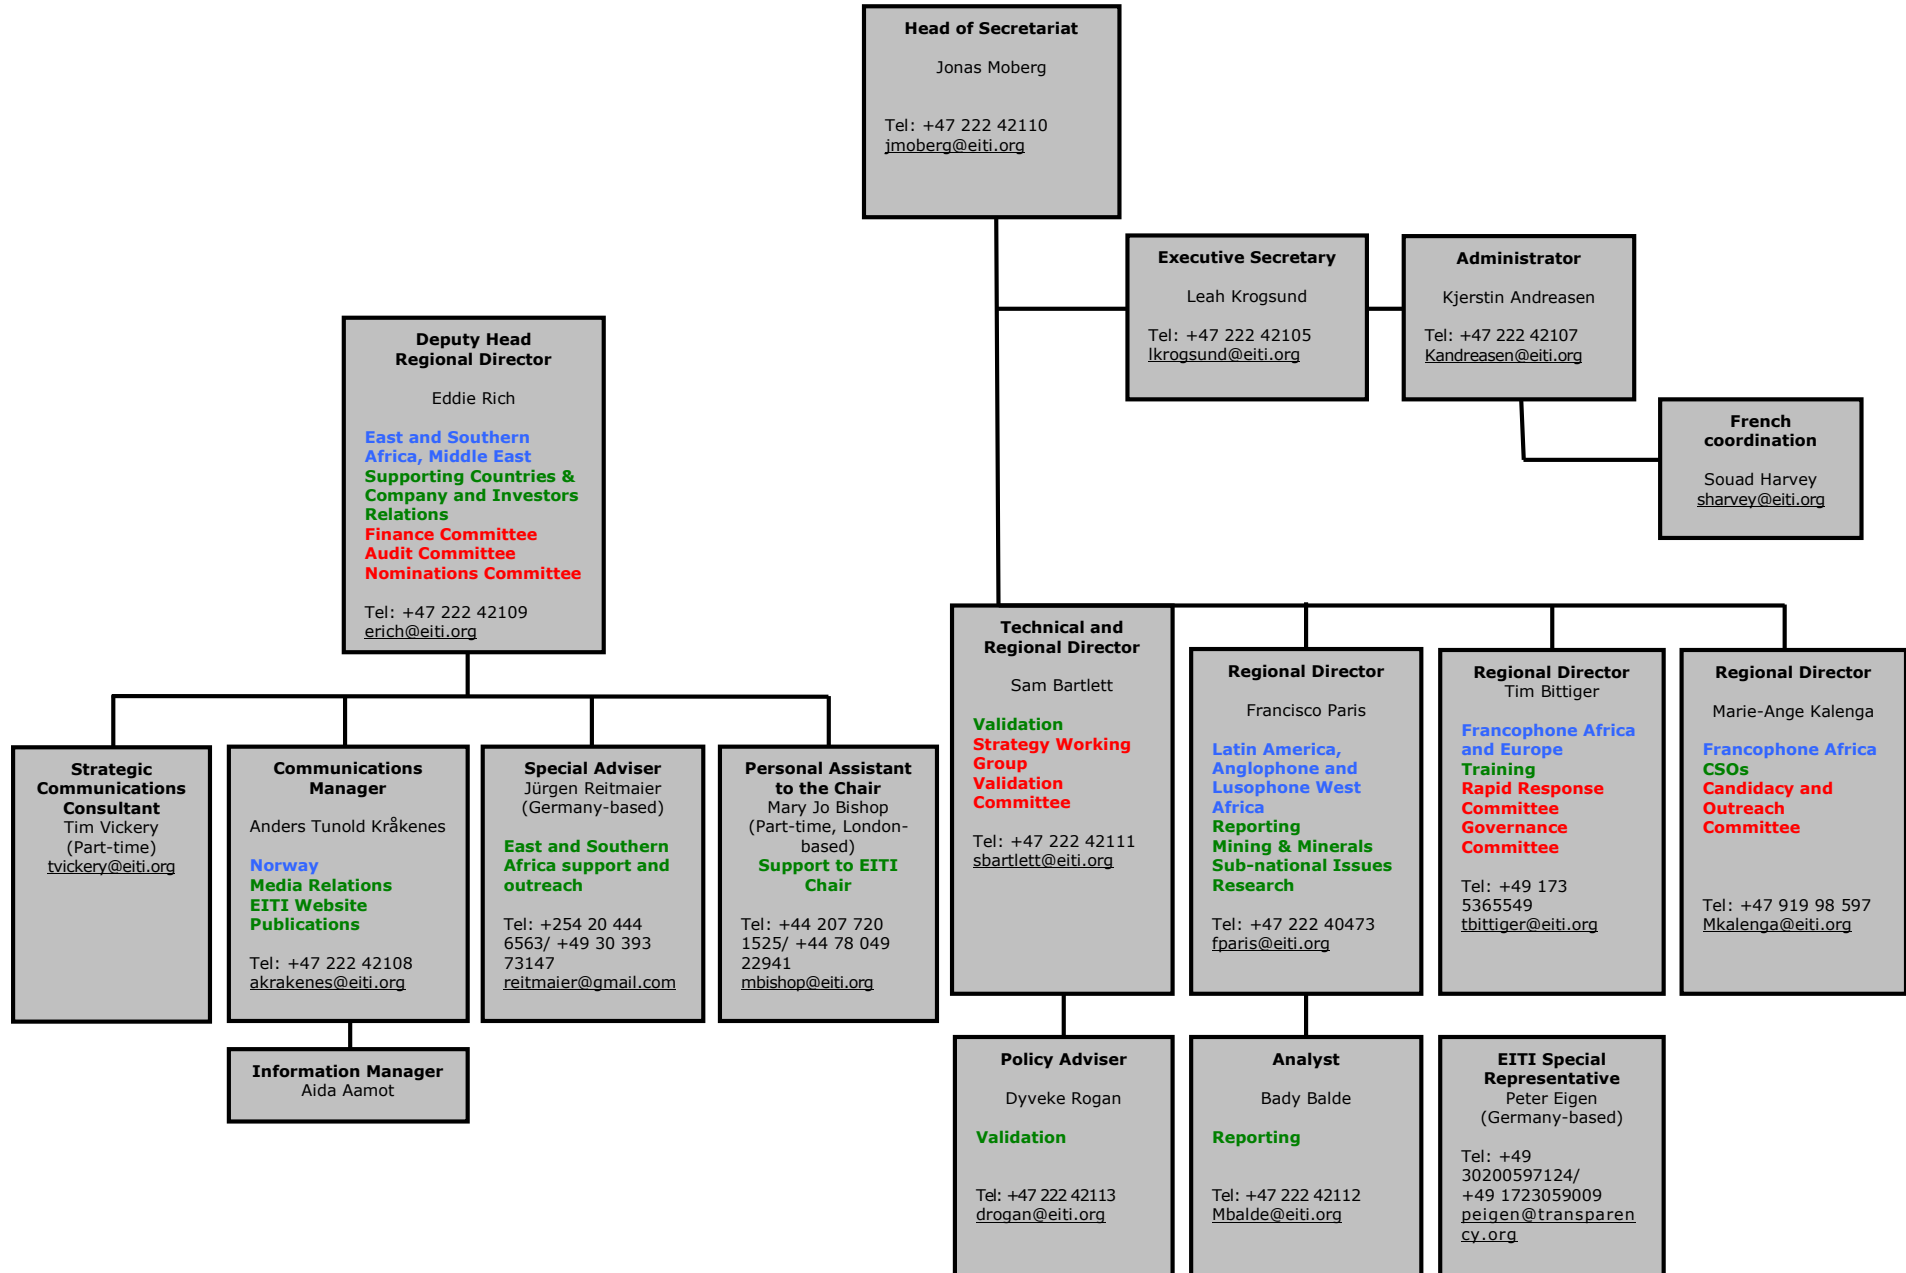 Head of Secretariat
Jonas Moberg
Tel: +47 222 42110
jmoberg@eiti.org
Executive Secretary
Leah Krogsund
Tel: +47 222 42105
lkrogsund@eiti.org
Administrator
Kjerstin Andreasen
Tel: +47 222 42107
Kandreasen@eiti.org
French
coordination
Souad Harvey
sharvey@eiti.org
Deputy Head
Regional Director
Eddie Rich
East and Southern
Africa, Middle East
Supporting Countries &
Company and Investors
Relations
Finance Committee
Audit Committee
Nominations Committee
Tel: +47 222 42109
erich@eiti.org
Strategic
Communications
Consultant
Tim Vickery
(Part-time)
tvickery@eiti.org
Communications
Manager
Anders Tunold Kråkenes
Norway
Media Relations
EITI Website
Publications
Tel: +47 222 42108
akrakenes@eiti.org
Special Adviser
Jürgen Reitmaier
(Germany-based)
East and Southern
Africa support and
outreach
Tel: +254 20 444
6563/ +49 30 393
73147
reitmaier@gmail.com
Personal Assistant
to the Chair
Mary Jo Bishop
(Part-time, London-
based)
Support to EITI
Chair
Tel: +44 207 720
1525/ +44 78 049
22941
mbishop@eiti.org
Information Manager
Aida Aamot
Technical and
Regional Director
Sam Bartlett
Validation
Strategy Working
Group
Validation
Committee
Tel: +47 222 42111
sbartlett@eiti.org
Regional Director
Francisco Paris
Latin America,
Anglophone and
Lusophone West
Africa
Reporting
Mining & Minerals
Sub-national Issues
Research
Tel: +47 222 40473
fparis@eiti.org
Regional Director
Tim Bittiger
Francophone Africa
and Europe
Training
Rapid Response
Committee
Governance
Committee
Tel: +49 173
5365549
tbittiger@eiti.org
Regional Director
Marie-Ange Kalenga
Francophone Africa
CSOs
Candidacy and
Outreach
Committee
Tel: +47 919 98 597
Mkalenga@eiti.org
Policy Adviser
Dyveke Rogan
Validation
Tel: +47 222 42113
drogan@eiti.org
Analyst
Bady Balde
Reporting
Tel: +47 222 42112
Mbalde@eiti.org
EITI Special
Representative
Peter Eigen
(Germany-based)
Tel: +49
30200597124/
+49 1723059009
peigen@transparen
cy.org